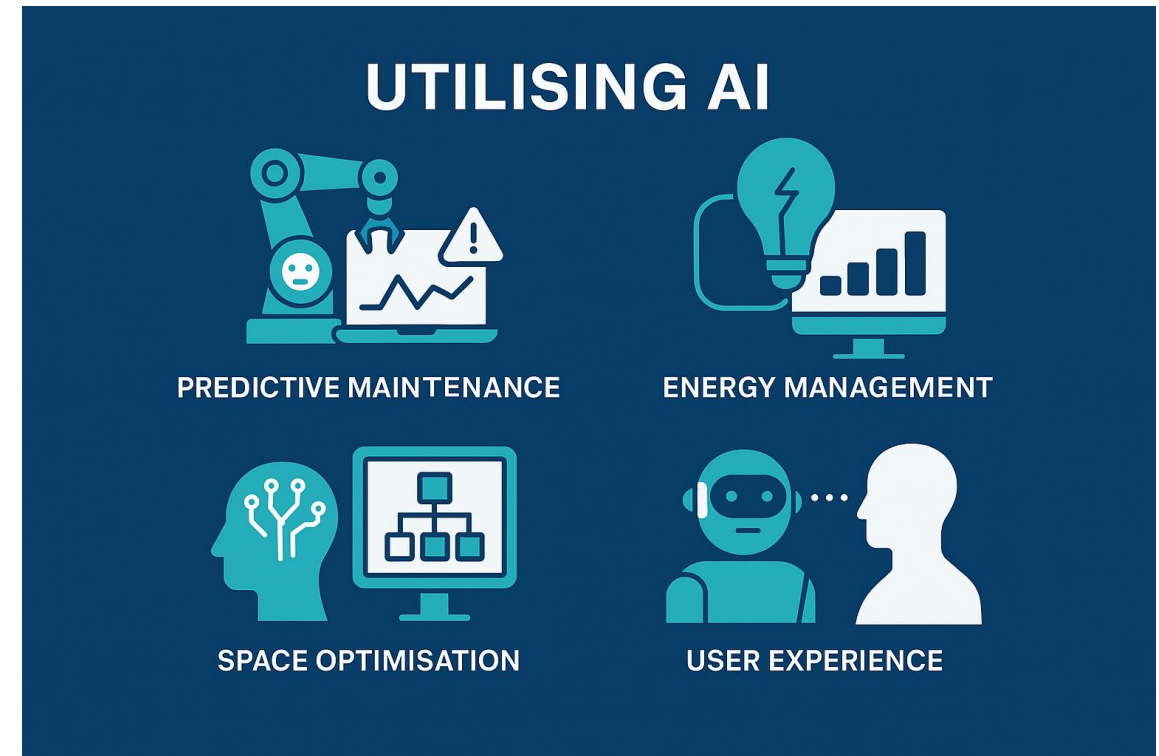 UTILISING AI
PREDICTIVE MAINTENANCE
ENERGY MANAGEMENT
SPACE OPTIMISATION
USER EXPERIENCE